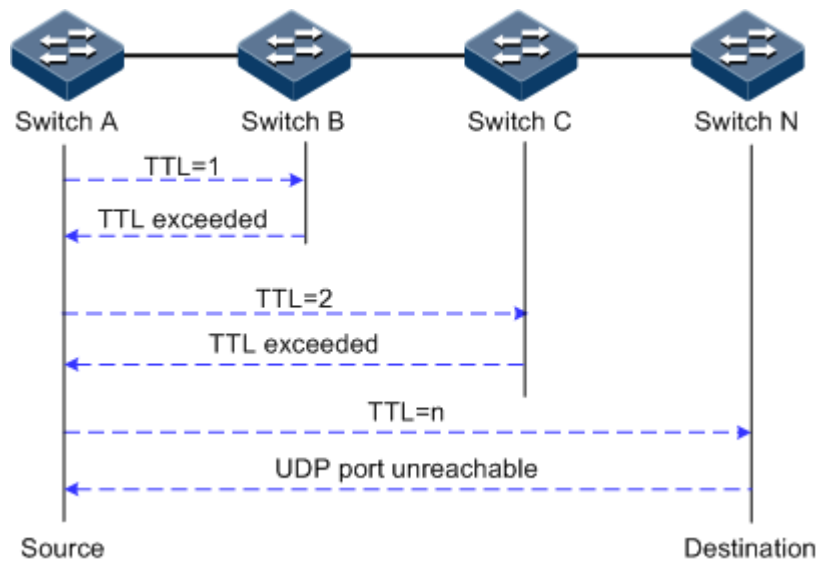 Switch A
Switch B
Switch C
Switch N
TTL=1
TTL exceeded
TTL=2
TTL exceeded
TTL=n
UDP port unreachable
Source
Destination